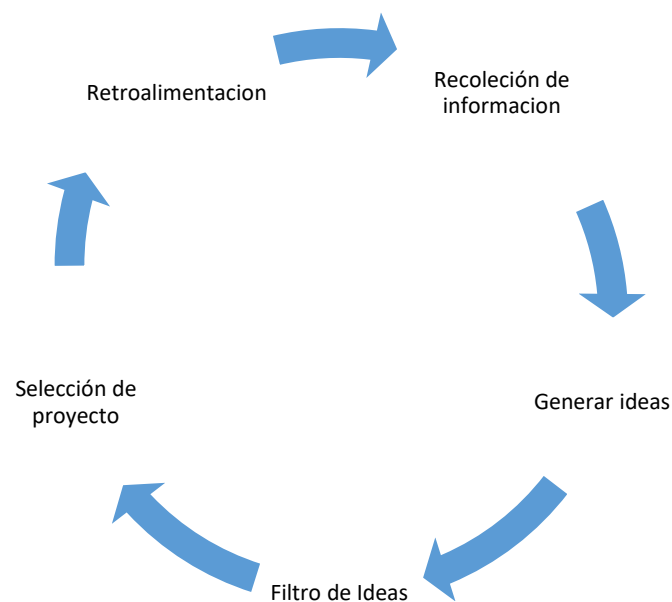 Retroalimentacion
Recoleción de
informacion
Generar ideas
Filtro de Ideas
Selección de
proyecto